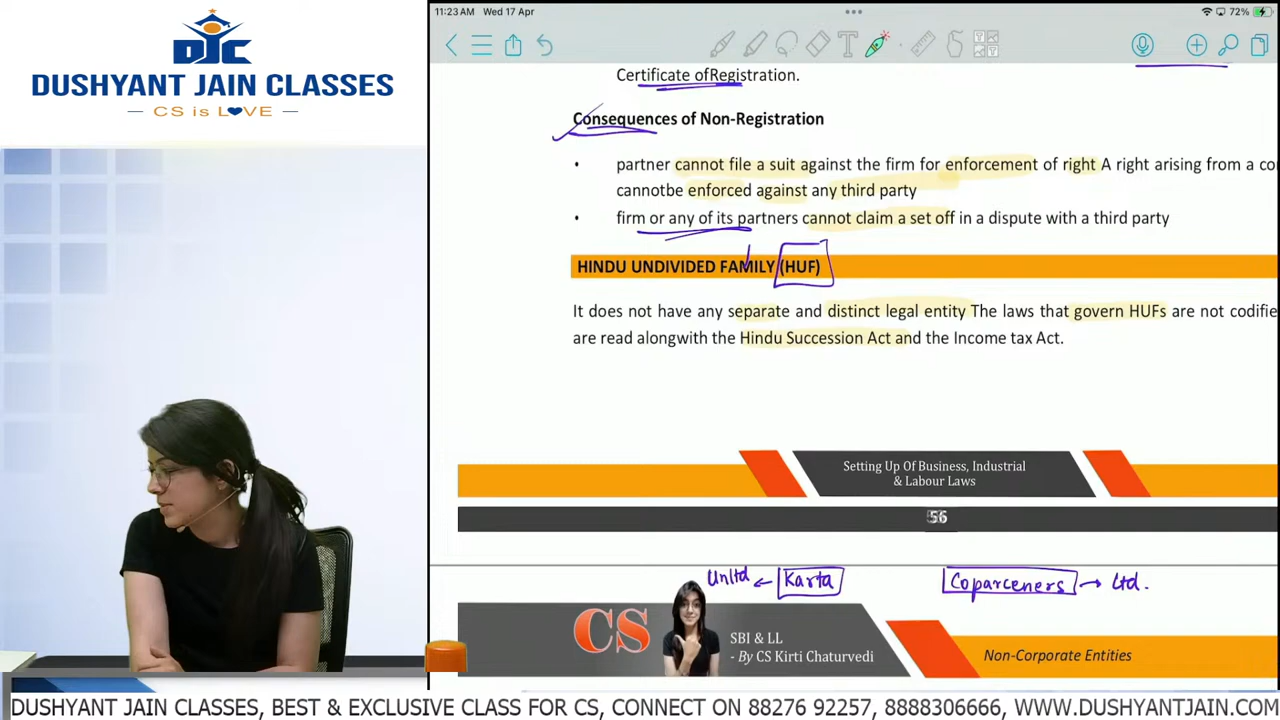 11:23 AM Wed 17 Apr
72%
DJC
DUSHYANT JAIN CLASSES
CS is LOVE
Certificate ofRegistration.
Consequences of Non-Registration
• partner cannot file a suit against the firm for enforcement of right A right arising from a co
cannotbe enforced against any third party
• firm or any of its partners cannot claim a set off in a dispute with a third party
HINDU UNDIVIDED FAMILY (HUF)
It does not have any separate and distinct legal entity The laws that govern HUFs are not codifie
are read alongwith the Hindu Succession Act and the Income tax Act.
Setting Up Of Business, Industrial
& Labour Laws
56
Unltd ← Karta
Coparceners → Ltd.
CS
SBI & LL
- By CS Kirti Chaturvedi
Non-Corporate Entities
DUSHYANT JAIN CLASSES, BEST & EXCLUSIVE CLASS FOR CS, CONNECT ON 88276 92257, 8888306666, WWW.DUSHYANTJAIN.COM